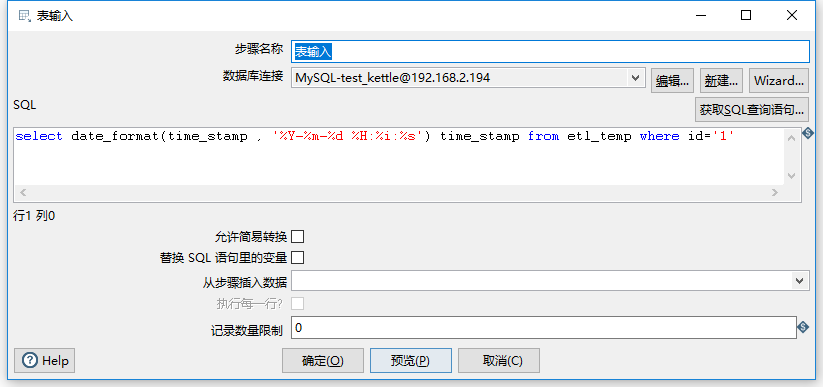 表输入
步骤名称 表输入
数据库连接 MySQL-test_kettle@192.168.2.194 编辑... 新建... Wizard...
SQL 获取SQL查询语句...
select date_format(time_stamp , '%Y-%m-%d %H:%i:%s') time_stamp from etl_temp where id='1'
行1 列0
允许简易转换
替换 SQL 语句里的变量
从步骤插入数据
执行每一行?
记录数量限制 0
Help 确定(O) 预览(P) 取消(C)